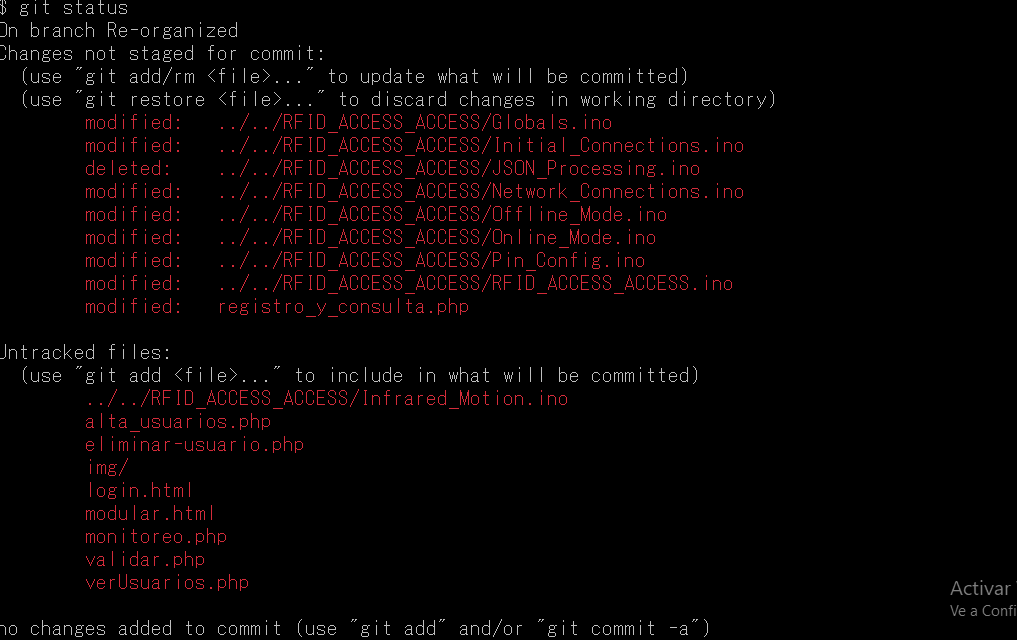 $ git status
On branch Re-organized
Changes not staged for commit:
  (use "git add/rm <file>..." to update what will be committed)
  (use "git restore <file>..." to discard changes in working directory)
        modified:   ../../RFID_ACCESS_ACCESS/Globals.ino
        modified:   ../../RFID_ACCESS_ACCESS/Initial_Connections.ino
        deleted:    ../../RFID_ACCESS_ACCESS/JSON_Processing.ino
        modified:   ../../RFID_ACCESS_ACCESS/Network_Connections.ino
        modified:   ../../RFID_ACCESS_ACCESS/Offline_Mode.ino
        modified:   ../../RFID_ACCESS_ACCESS/Online_Mode.ino
        modified:   ../../RFID_ACCESS_ACCESS/Pin_Config.ino
        modified:   ../../RFID_ACCESS_ACCESS/RFID_ACCESS_ACCESS.ino
        modified:   registro_y_consulta.php
Untracked files:
  (use "git add <file>..." to include in what will be committed)
        ../../RFID_ACCESS_ACCESS/Infrared_Motion.ino
        alta_usuarios.php
        eliminar-usuario.php
        img/
        login.html
        modular.html
        monitoreo.php
        validar.php
        verUsuarios.php
no changes added to commit (use "git add" and/or "git commit -a")
Activar
Ve a Confi